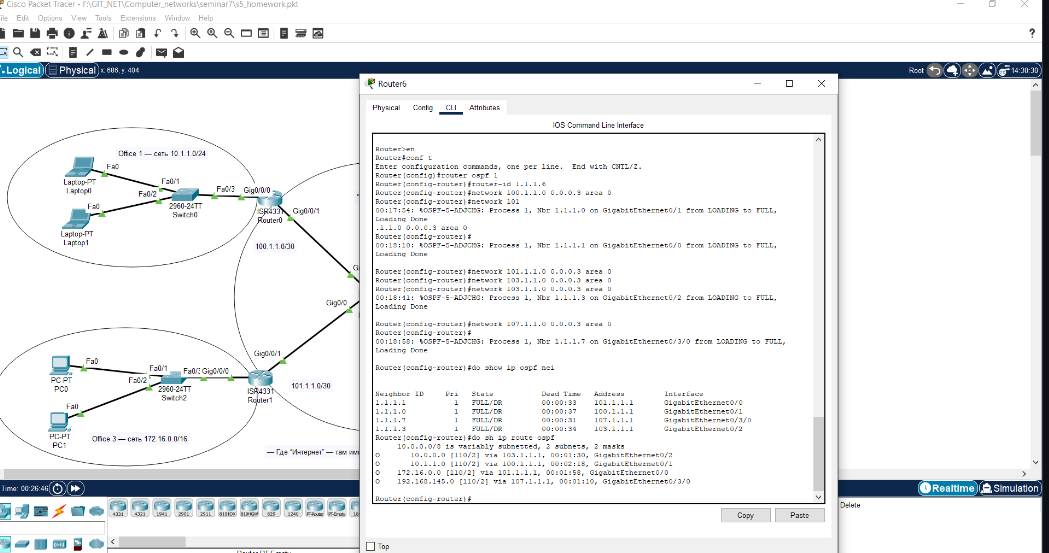 Cisco Packet Tracer - F:\GIT_NET\Computer_networks\seminar7\s5_homework.pkt
File Edit Options View Tools Extensions Window Help
Logical Physical x: 606, y: 404
Root 14:30:30
Router6
Physical Config CLI Attributes
IOS Command Line Interface
Router>en
Router#conf t
Enter configuration commands, one per line. End with CNTL/Z.
Router(config)#router ospf 1
Router(config-router)#router-id 1.1.1.6
Router(config-router)#network 100.1.1.0 0.0.0.3 area 0
Router(config-router)#network 101
00:17:54: %OSPF-5-ADJCHG: Process 1, Nbr 1.1.1.0 on GigabitEthernet0/1 from LOADING to FULL,
Loading Done
.1.1.0 0.0.0.3 area 0
Router(config-router)#
00:18:10: %OSPF-5-ADJCHG: Process 1, Nbr 1.1.1.1 on GigabitEthernet0/0 from LOADING to FULL,
Loading Done
Router(config-router)#network 101.1.1.0 0.0.0.3 area 0
Router(config-router)#network 103.1.1.0 0.0.0.3 area 0
Router(config-router)#network 103.1.1.0 0.0.0.3 area 0
00:18:41: %OSPF-5-ADJCHG: Process 1, Nbr 1.1.1.3 on GigabitEthernet0/2 from LOADING to FULL,
Loading Done
Router(config-router)#network 107.1.1.0 0.0.0.3 area 0
Router(config-router)#
00:18:58: %OSPF-5-ADJCHG: Process 1, Nbr 1.1.1.7 on GigabitEthernet0/3/0 from LOADING to FULL,
Loading Done
Router(config-router)#do show ip ospf nei
Neighbor ID Pri State Dead Time Address Interface
1.1.1.1 1 FULL/DR 00:00:33 101.1.1.1 GigabitEthernet0/0
1.1.1.0 1 FULL/DR 00:00:37 100.1.1.1 GigabitEthernet0/1
1.1.1.7 1 FULL/DR 00:00:31 107.1.1.1 GigabitEthernet0/3/0
1.1.1.3 1 FULL/DR 00:00:34 103.1.1.1 GigabitEthernet0/2
Router(config-router)#do sh ip route ospf
10.0.0.0/8 is variably subnetted, 2 subnets, 2 masks
O 10.0.0.0 [110/2] via 103.1.1.1, 00:01:30, GigabitEthernet0/2
O 10.1.1.0 [110/2] via 100.1.1.1, 00:02:18, GigabitEthernet0/1
O 172.16.0.0 [110/2] via 101.1.1.1, 00:01:58, GigabitEthernet0/0
O 192.168.145.0 [110/2] via 107.1.1.1, 00:01:10, GigabitEthernet0/3/0
Router(config-router)#
Copy Paste
Top
Office 1 — сеть 10.1.1.0/24
Fa0
Laptop-PT
Laptop0
Fa0/1
Fa0/2
Fa0/3
Gig0/0/0
2960-24TT
Switch0
ISR4331
Router0
Gig0/0/1
Fa0
Laptop-PT
Laptop1
100.1.1.0/30
Gig0/0
Gig0/0/1
Fa0
PC-PT
PC0
Fa0/1
Fa0/2
Gig0/0/0
2960-24TT
Switch2
ISR4331
Router1
101.1.1.0/30
Fa0
PC-PT
PC1
Office 3 — сеть 172.16.0.0/16
— Где "Интернет" — там
Time: 00:26:46
Realtime Simulation
4331 4321 1941 2901 2911 819IOX 819HGW 829 1240 PT-Router PT-Empty
Delete